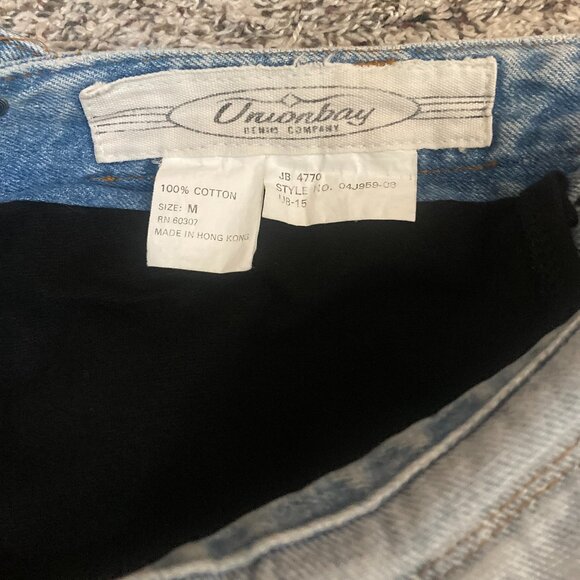 Unionbay
DENIM COMPANY
100% COTTON
SIZE: M
RN 60307
MADE IN HONG KONG
JB 4770
STYLE NO. 04J959-08
UB-15